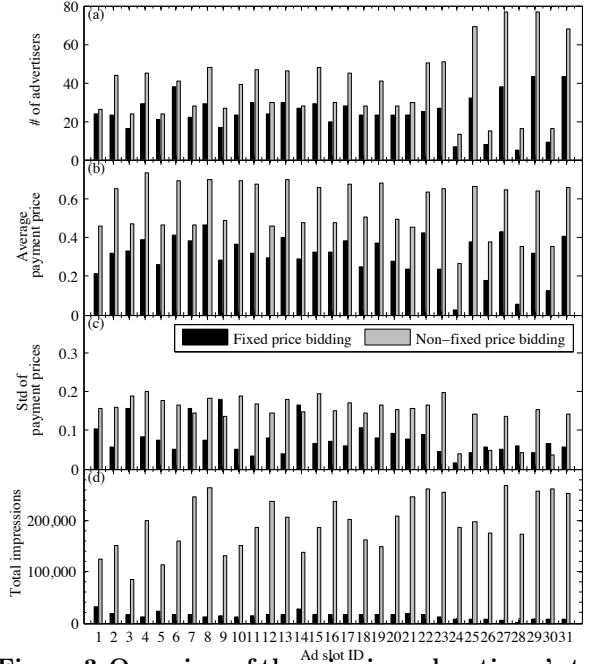 (a)
80
60
40
20
0
# of advertisers
(b)
0.6
0.4
0.2
0
Average
payment price
(c)
Fixed price bidding Non−fixed price bidding
0.3
0.2
0.1
0
Std of
payment prices
(d)
200,000
100,000
0
Total impressions
1 2 3 4 5 6 7 8 9 10 11 12 13 14 15 16 17 18 19 20 21 22 23 24 25 26 27 28 29 30 31
Ad slot ID